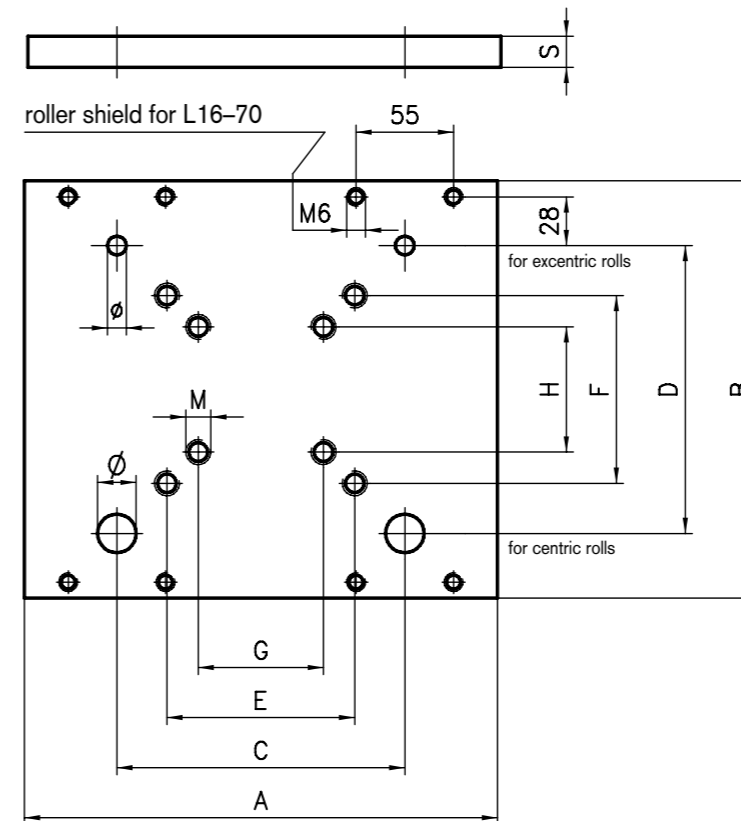 S
roller shield for L16–70
55
M6
28
for excentric rolls
ø
M
H
F
D
Ø
for centric rolls
G
E
C
A